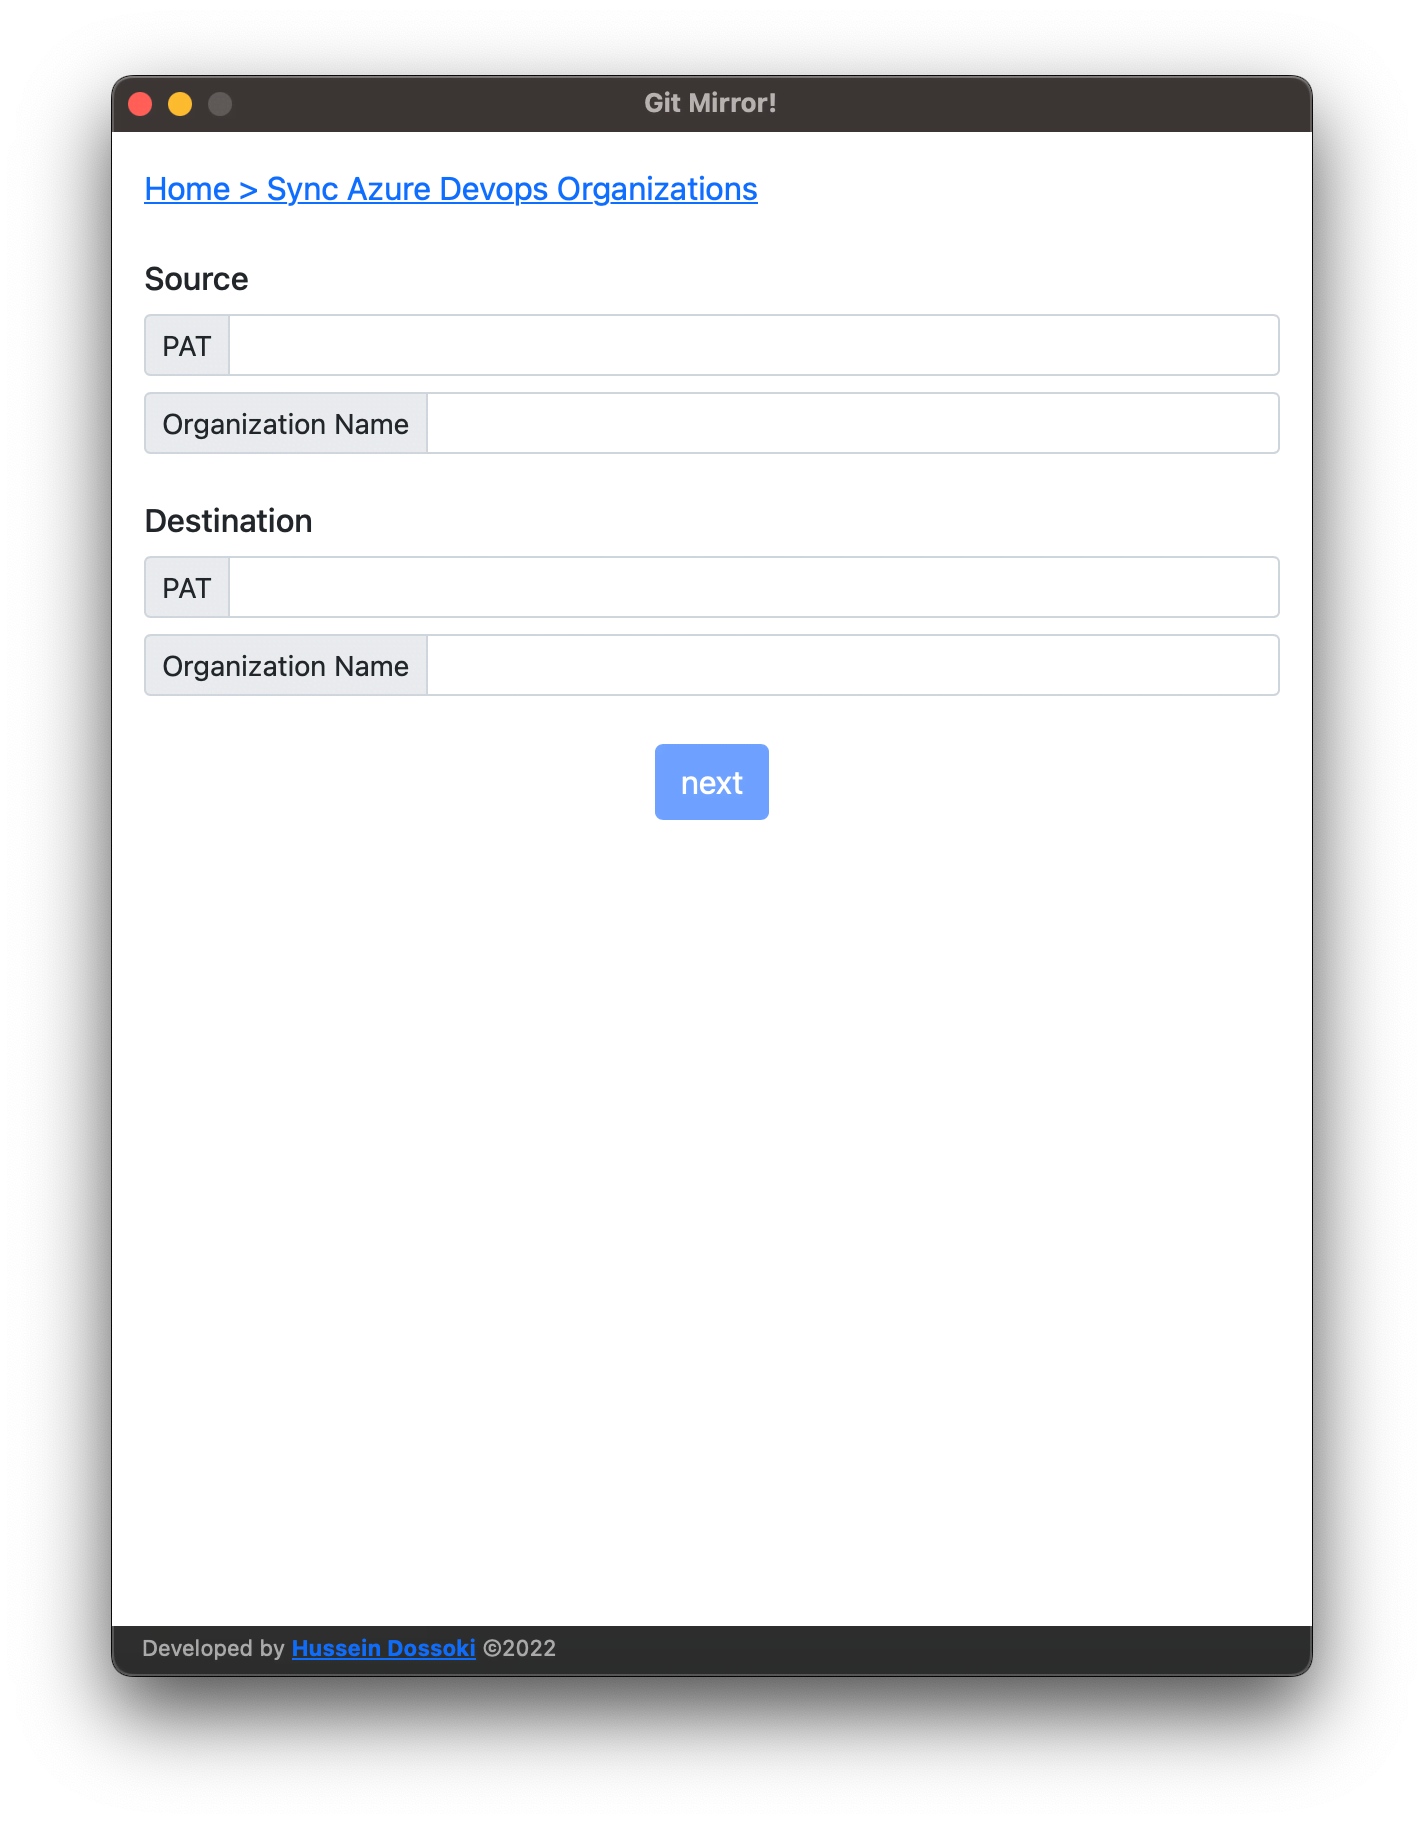 Git Mirror!
Home > Sync Azure Devops Organizations
Source
PAT
Organization Name
Destination
PAT
Organization Name
next
Developed by Hussein Dossoki ©2022